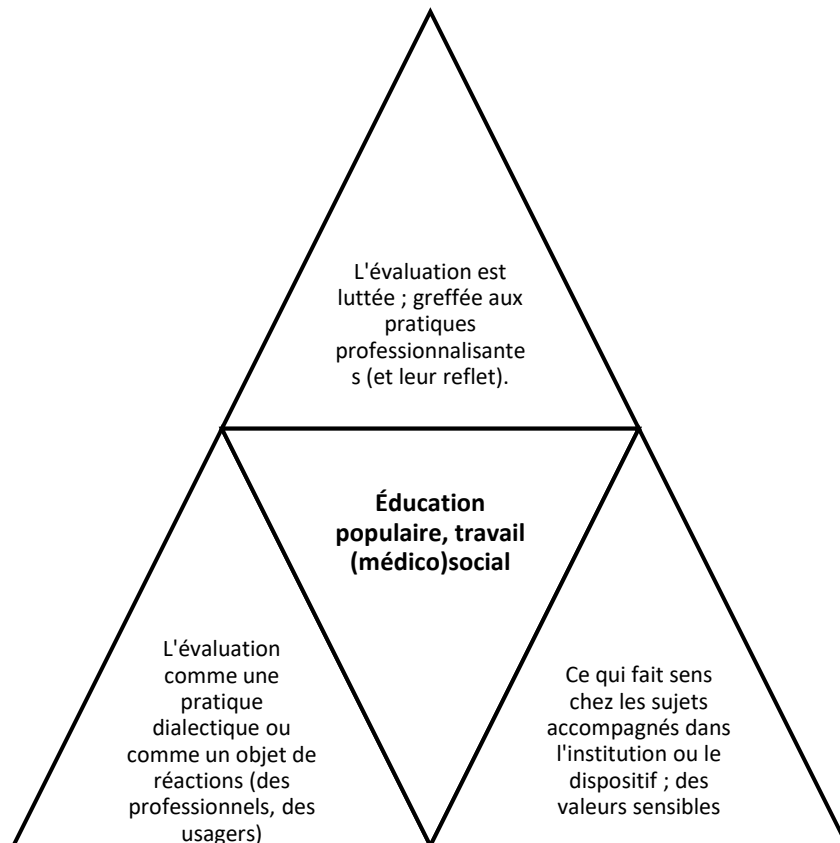 L'évaluation est
luttée ; greffée aux
pratiques
professionnalisante
s (et leur reflet).
Éducation
populaire, travail
(médico)social
L'évaluation
comme une
pratique
dialectique ou
comme un objet de
réactions (des
professionnels, des
usagers)
Ce qui fait sens
chez les sujets
accompagnés dans
l'institution ou le
dispositif ; des
valeurs sensibles